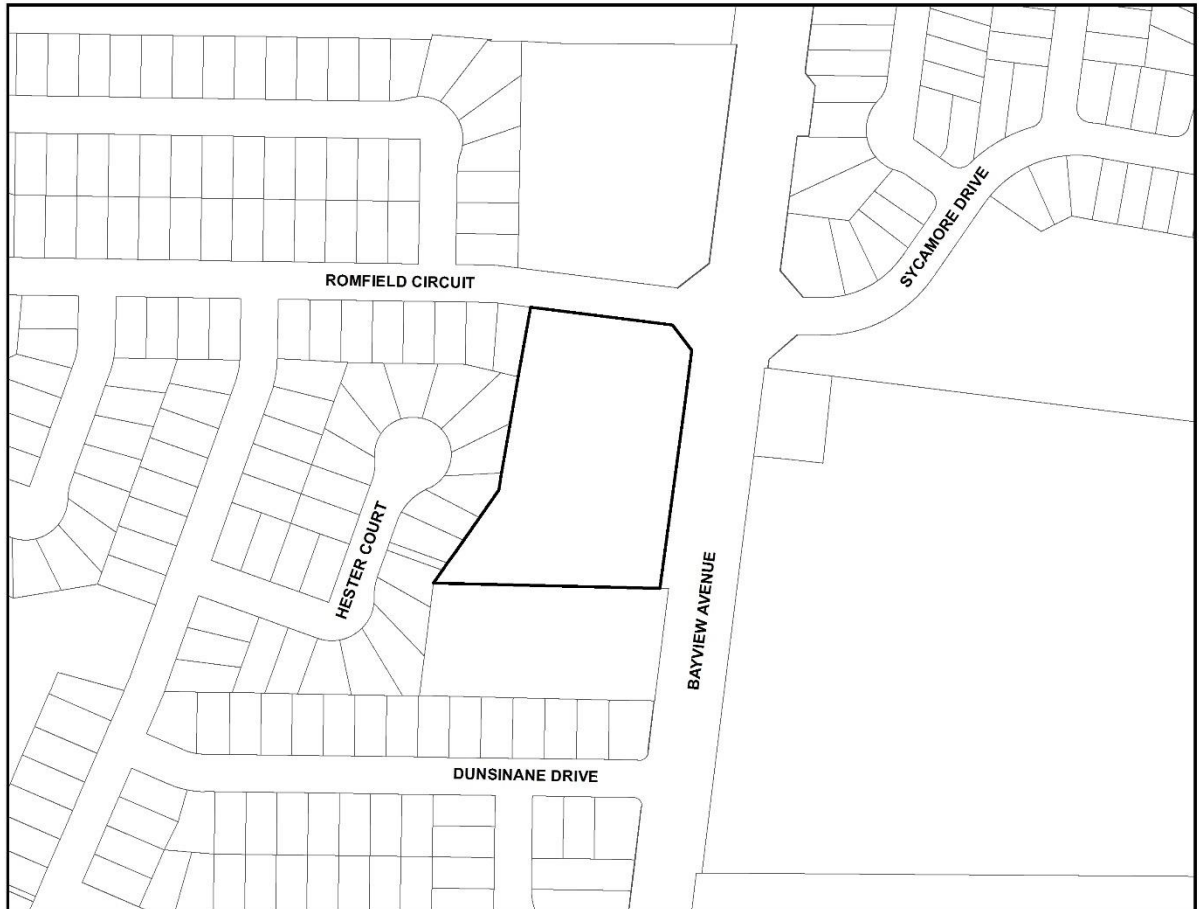 SYCAMORE DRIVE
ROMFIELD CIRCUIT
HESTER COURT
BAYVIEW AVENUE
DUNSINANE DRIVE